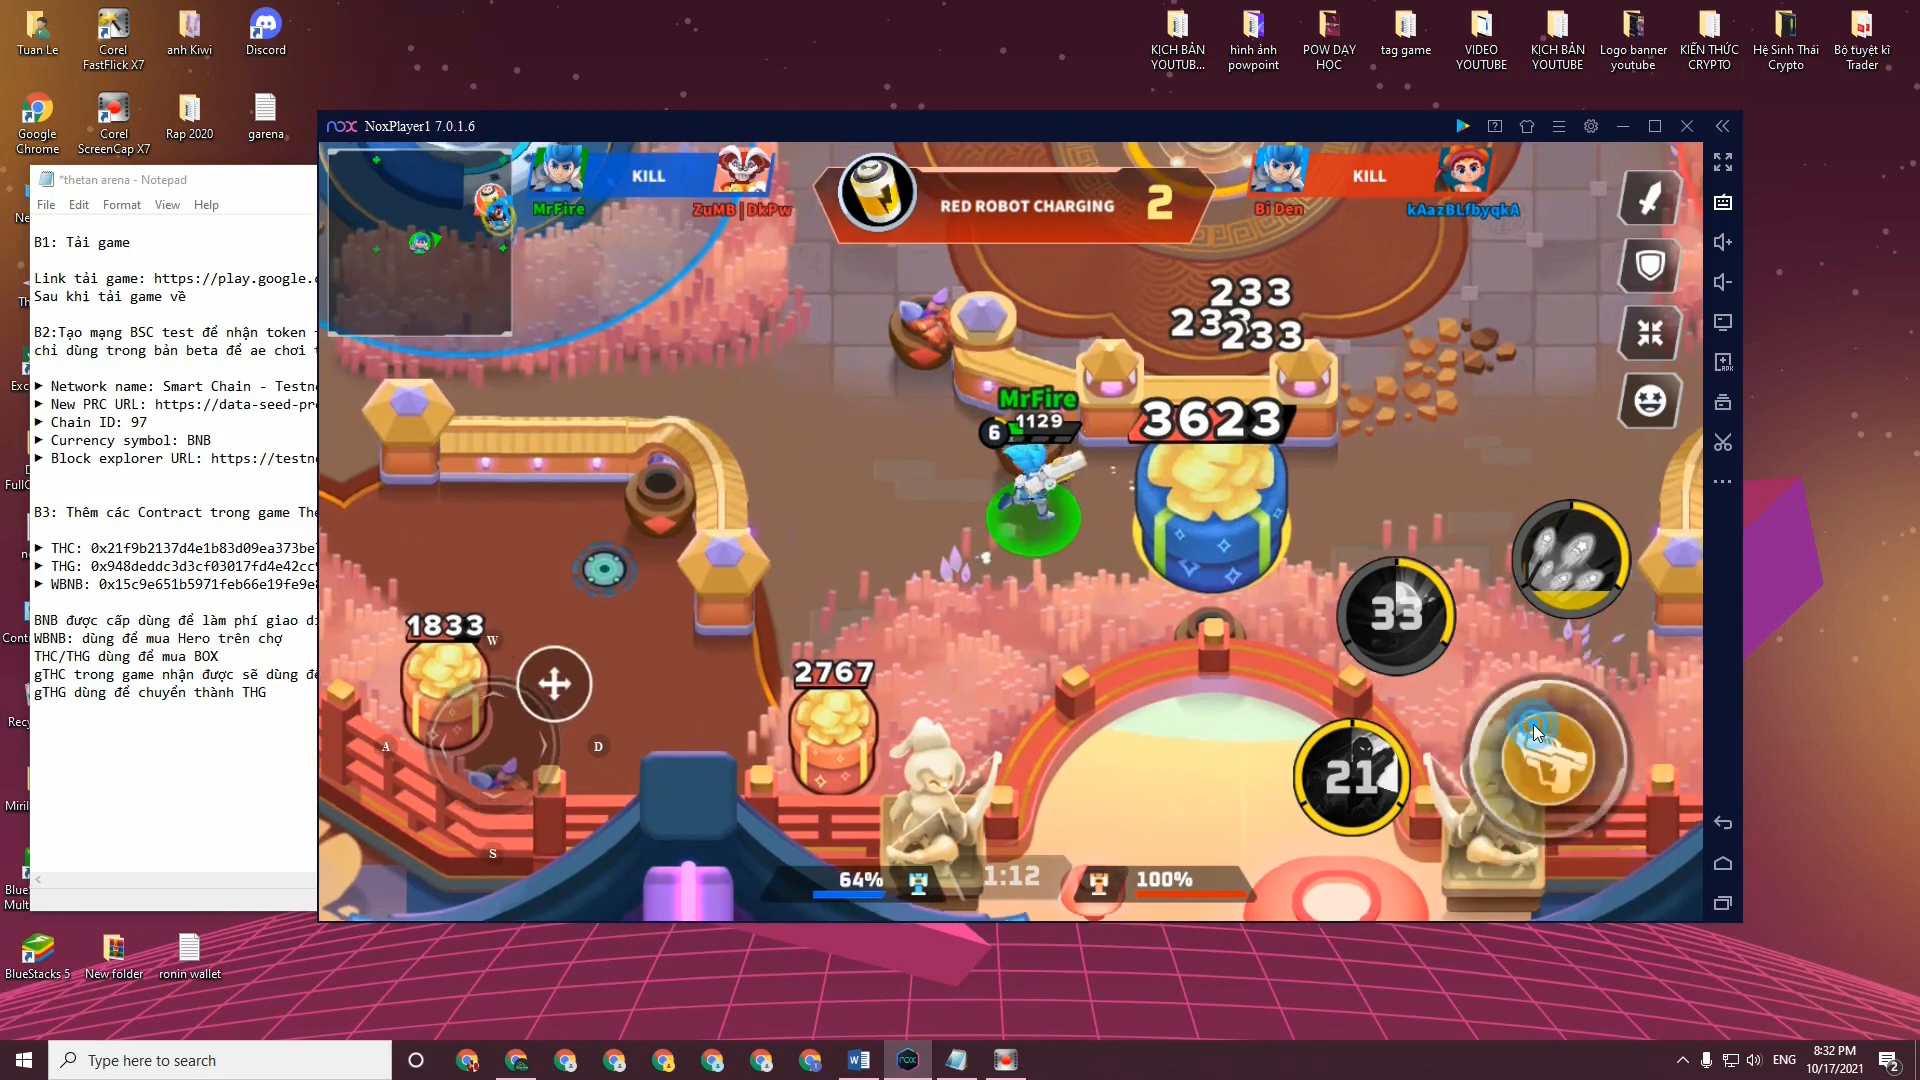 Tuan Le
Corel FastFlick X7
anh Kiwi
Discord
KỊCH BẢN YOUTUB...
hình ảnh powpoint
POW DẠY HỌC
tag game
VIDEO YOUTUBE
KỊCH BẢN YOUTUBE
Logo banner youtube
KIẾN THỨC CRYPTO
Hệ Sinh Thái Crypto
Bộ tuyệt kĩ Trader
Google Chrome
Corel ScreenCap X7
Rap 2020
garena
nox NoxPlayer1 7.0.1.6
*thetan arena - Notepad
File Edit Format View Help
B1: Tải game
Link tải game: https://play.google.
Sau khi tải game về
B2:Tạo mạng BSC test để nhận token
chỉ dùng trong bản beta để ae chơi
► Network name: Smart Chain - Testn
► New PRC URL: https://data-seed-pr
► Chain ID: 97
► Currency symbol: BNB
► Block explorer URL: https://testn
B3: Thêm các Contract trong game The
► THC: 0x21f9b2137d4e1b83d09ea373be
► THG: 0x948deddc3d3cf03017fd4e42cc
► WBNB: 0x15c9e651b5971feb66e19fe9e
BNB được cấp dùng để làm phí giao d
WBNB: dùng để mua Hero trên chợ
THC/THG dùng để mua BOX
gTHC trong game nhận được sẽ dùng để
gTHG dùng để chuyển thành THG
MrFire
KILL
ZuMB | DkPw
RED ROBOT CHARGING 2
Bi Den
KILL
kAazBLfbyqkA
233
233
233
MrFire
6 1129
3623
1833
2767
33
21
W
A
D
S
64%
1:12
100%
BlueStacks 5
New folder
ronin wallet
Type here to search
ENG
8:32 PM
10/17/2021
2